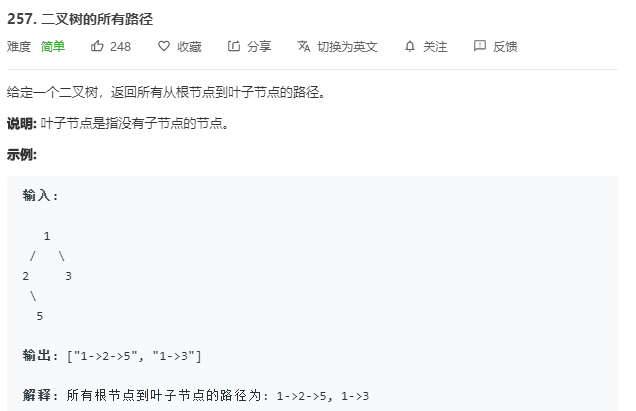 257. 二叉树的所有路径
难度 简单 248 收藏 分享 切换为英文 关注 反馈
给定一个二叉树，返回所有从根节点到叶子节点的路径。
说明: 叶子节点是指没有子节点的节点。
示例:
输入:
1
/ \
2 3
\
5
输出: ["1->2->5", "1->3"]
解释: 所有根节点到叶子节点的路径为: 1->2->5, 1->3